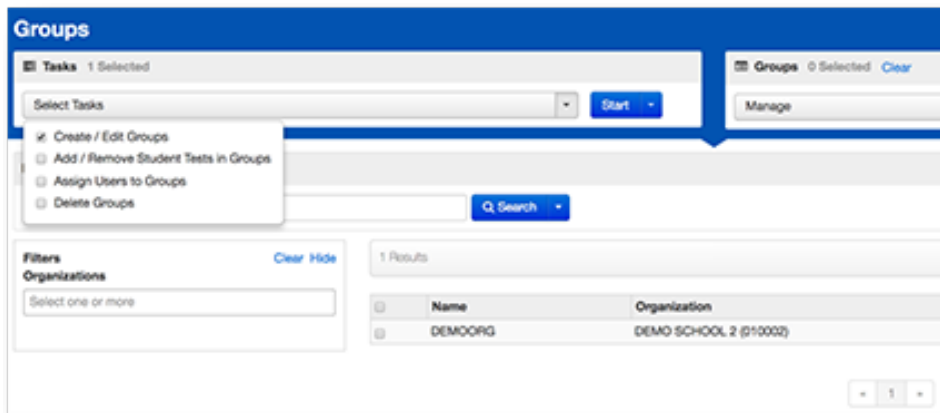 Groups
Tasks 1 Selected
Groups 0 Selected Clear
Select Tasks
Start
Manage
Create / Edit Groups
Add / Remove Student Tests in Groups
Assign Users to Groups
Delete Groups
Search
Filters
Clear Hide
Organizations
Select one or more
1 Results
Name Organization
DEMOORG DEMO SCHOOL 2 (010002)
« 1 »